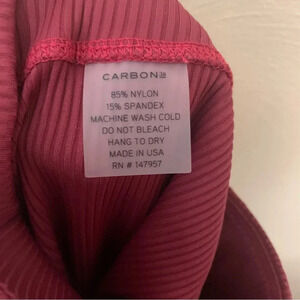 CARBON38
85% NYLON
15% SPANDEX
MACHINE WASH COLD
DO NOT BLEACH
HANG TO DRY
MADE IN USA
RN # 147957